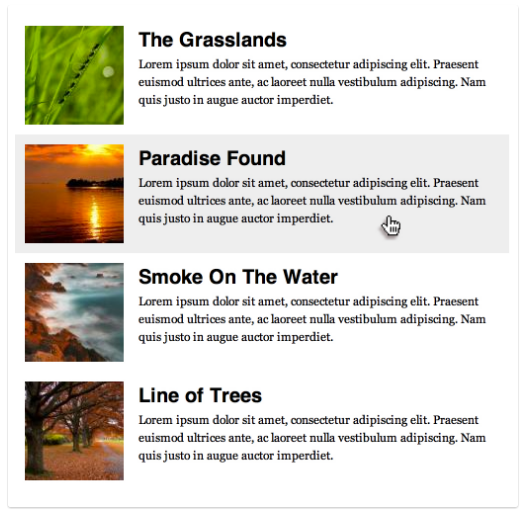 The Grasslands
Lorem ipsum dolor sit amet, consectetur adipiscing elit. Praesent
euismod ultrices ante, ac laoreet nulla vestibulum adipiscing. Nam
quis justo in augue auctor imperdiet.
Paradise Found
Lorem ipsum dolor sit amet, consectetur adipiscing elit. Praesent
euismod ultrices ante, ac laoreet nulla vestibulum adipiscing. Nam
quis justo in augue auctor imperdiet.
Smoke On The Water
Lorem ipsum dolor sit amet, consectetur adipiscing elit. Praesent
euismod ultrices ante, ac laoreet nulla vestibulum adipiscing. Nam
quis justo in augue auctor imperdiet.
Line of Trees
Lorem ipsum dolor sit amet, consectetur adipiscing elit. Praesent
euismod ultrices ante, ac laoreet nulla vestibulum adipiscing. Nam
quis justo in augue auctor imperdiet.